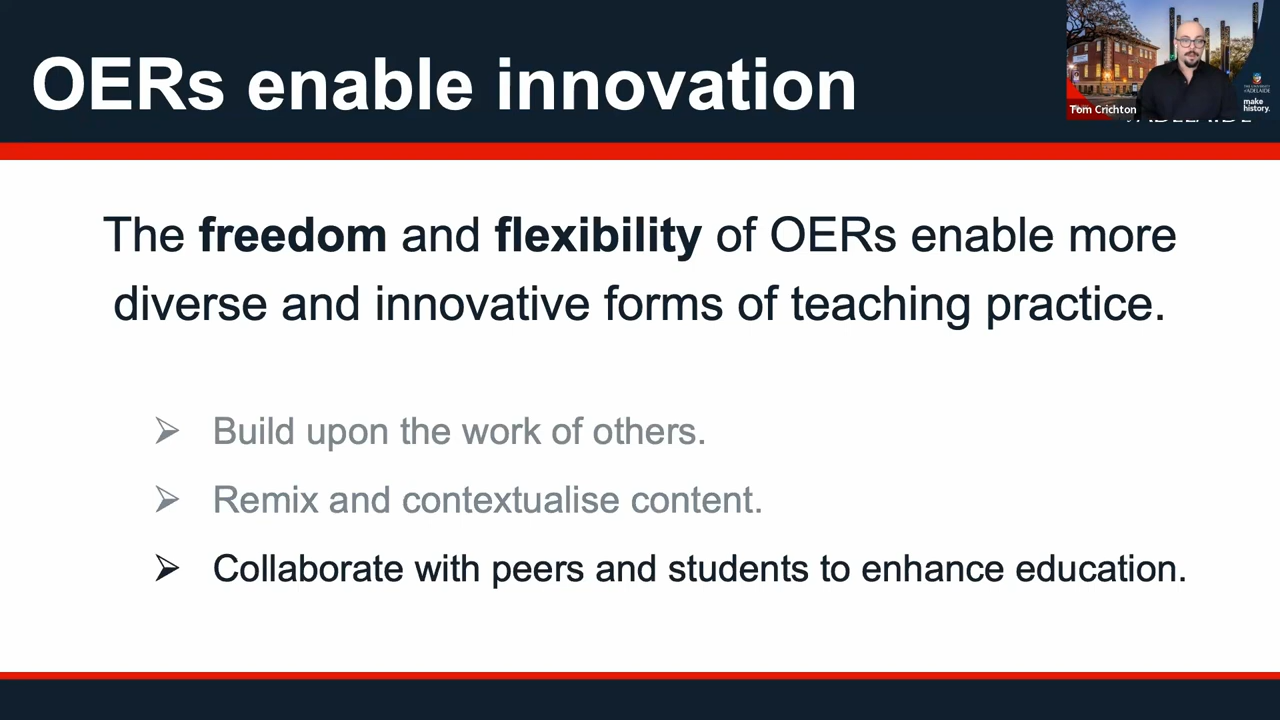 OERs enable innovation
Tom Crichton
make
history.
The freedom and flexibility of OERs enable more
diverse and innovative forms of teaching practice.
➢ Build upon the work of others.
➢ Remix and contextualise content.
➢ Collaborate with peers and students to enhance education.